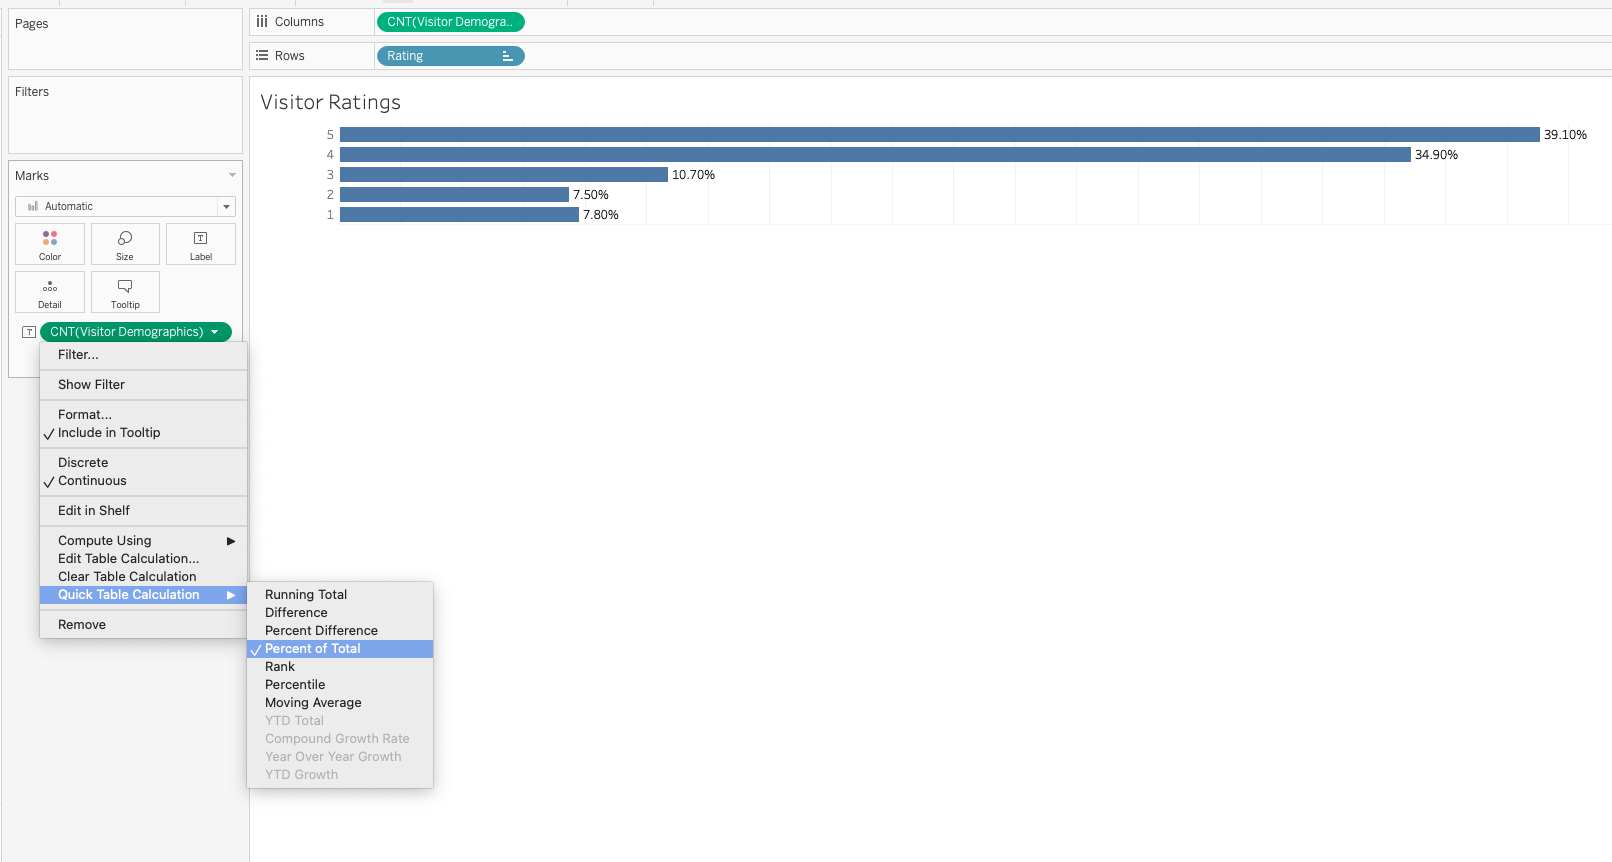 Pages
Columns
CNT(Visitor Demogra..
Rows
Rating
Filters
Visitor Ratings
5
39.10%
4
34.90%
3
10.70%
2
7.50%
1
7.80%
Marks
Automatic
Color
Size
T
Label
Detail
Tooltip
T
CNT(Visitor Demographics)
Filter...
Show Filter
Format...
Include in Tooltip
Discrete
Continuous
Edit in Shelf
Compute Using
Edit Table Calculation...
Clear Table Calculation
Quick Table Calculation
Remove
Running Total
Difference
Percent Difference
Percent of Total
Rank
Percentile
Moving Average
YTD Total
Compound Growth Rate
Year Over Year Growth
YTD Growth